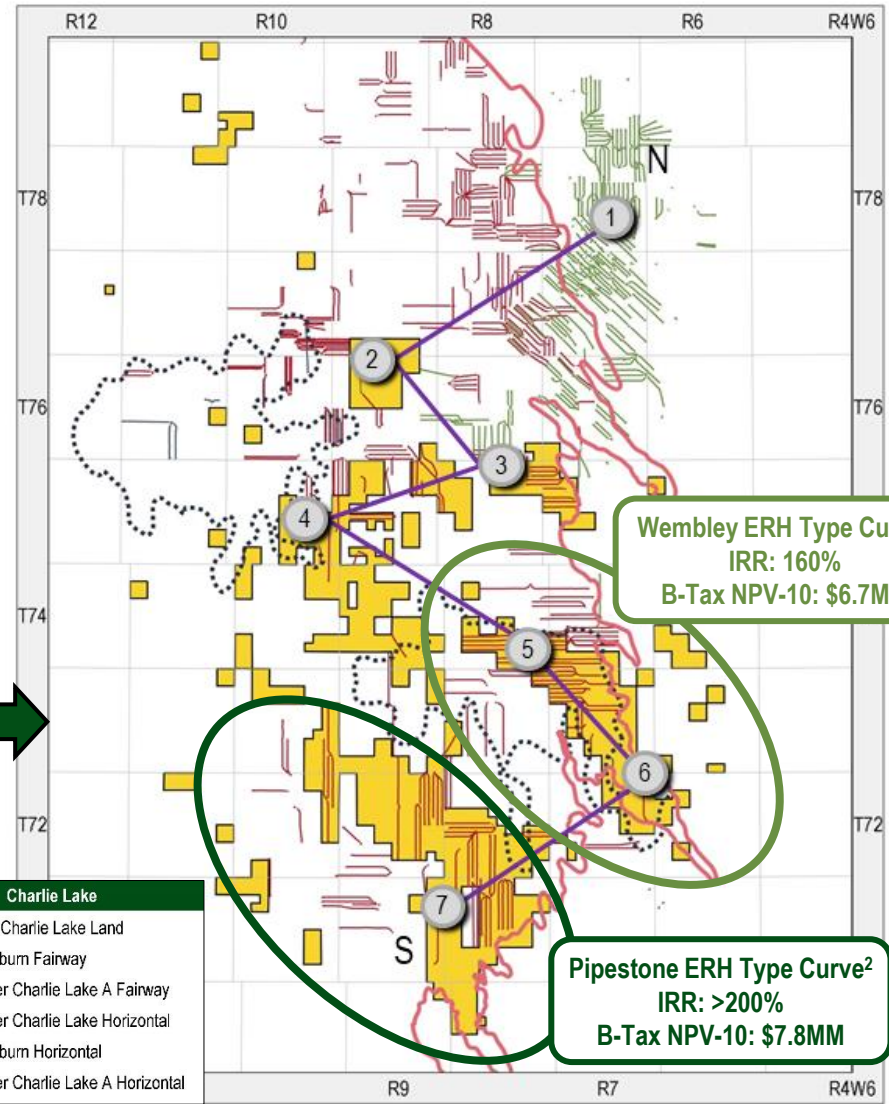 R12 R10 R8 R6 R4W6
N
T78 T78
1
2
T76 T76
3
4
Wembley ERH Type Cu
IRR: 160%
B-Tax NPV-10: $6.7M
T74
5
6
T72 T72
7
S
Charlie Lake
Charlie Lake Land
burn Fairway
er Charlie Lake A Fairway
er Charlie Lake Horizontal
burn Horizontal
er Charlie Lake A Horizontal
Pipestone ERH Type Curve²
IRR: >200%
B-Tax NPV-10: $7.8MM
R9 R7 R4W6